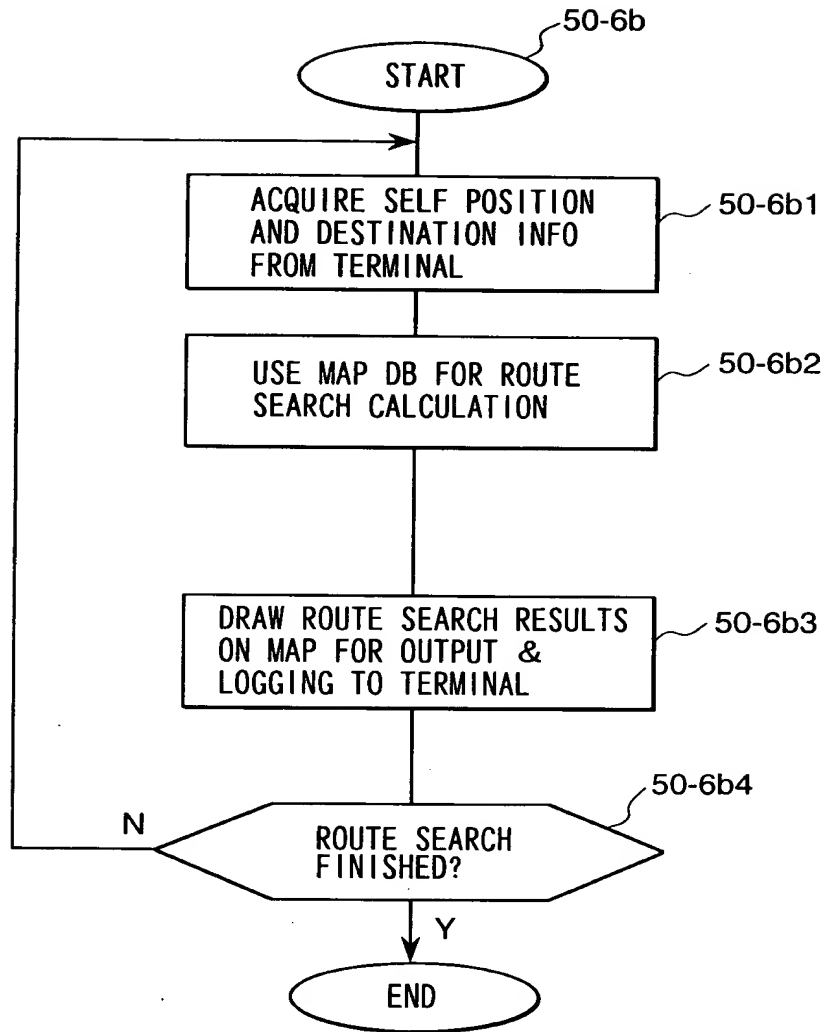 50-6b
START
ACQUIRE SELF POSITION
AND DESTINATION INFO
FROM TERMINAL
50-6b1
USE MAP DB FOR ROUTE
SEARCH CALCULATION
50-6b2
DRAW ROUTE SEARCH RESULTS
ON MAP FOR OUTPUT &
LOGGING TO TERMINAL
50-6b3
50-6b4
N
ROUTE SEARCH
FINISHED?
Y
END